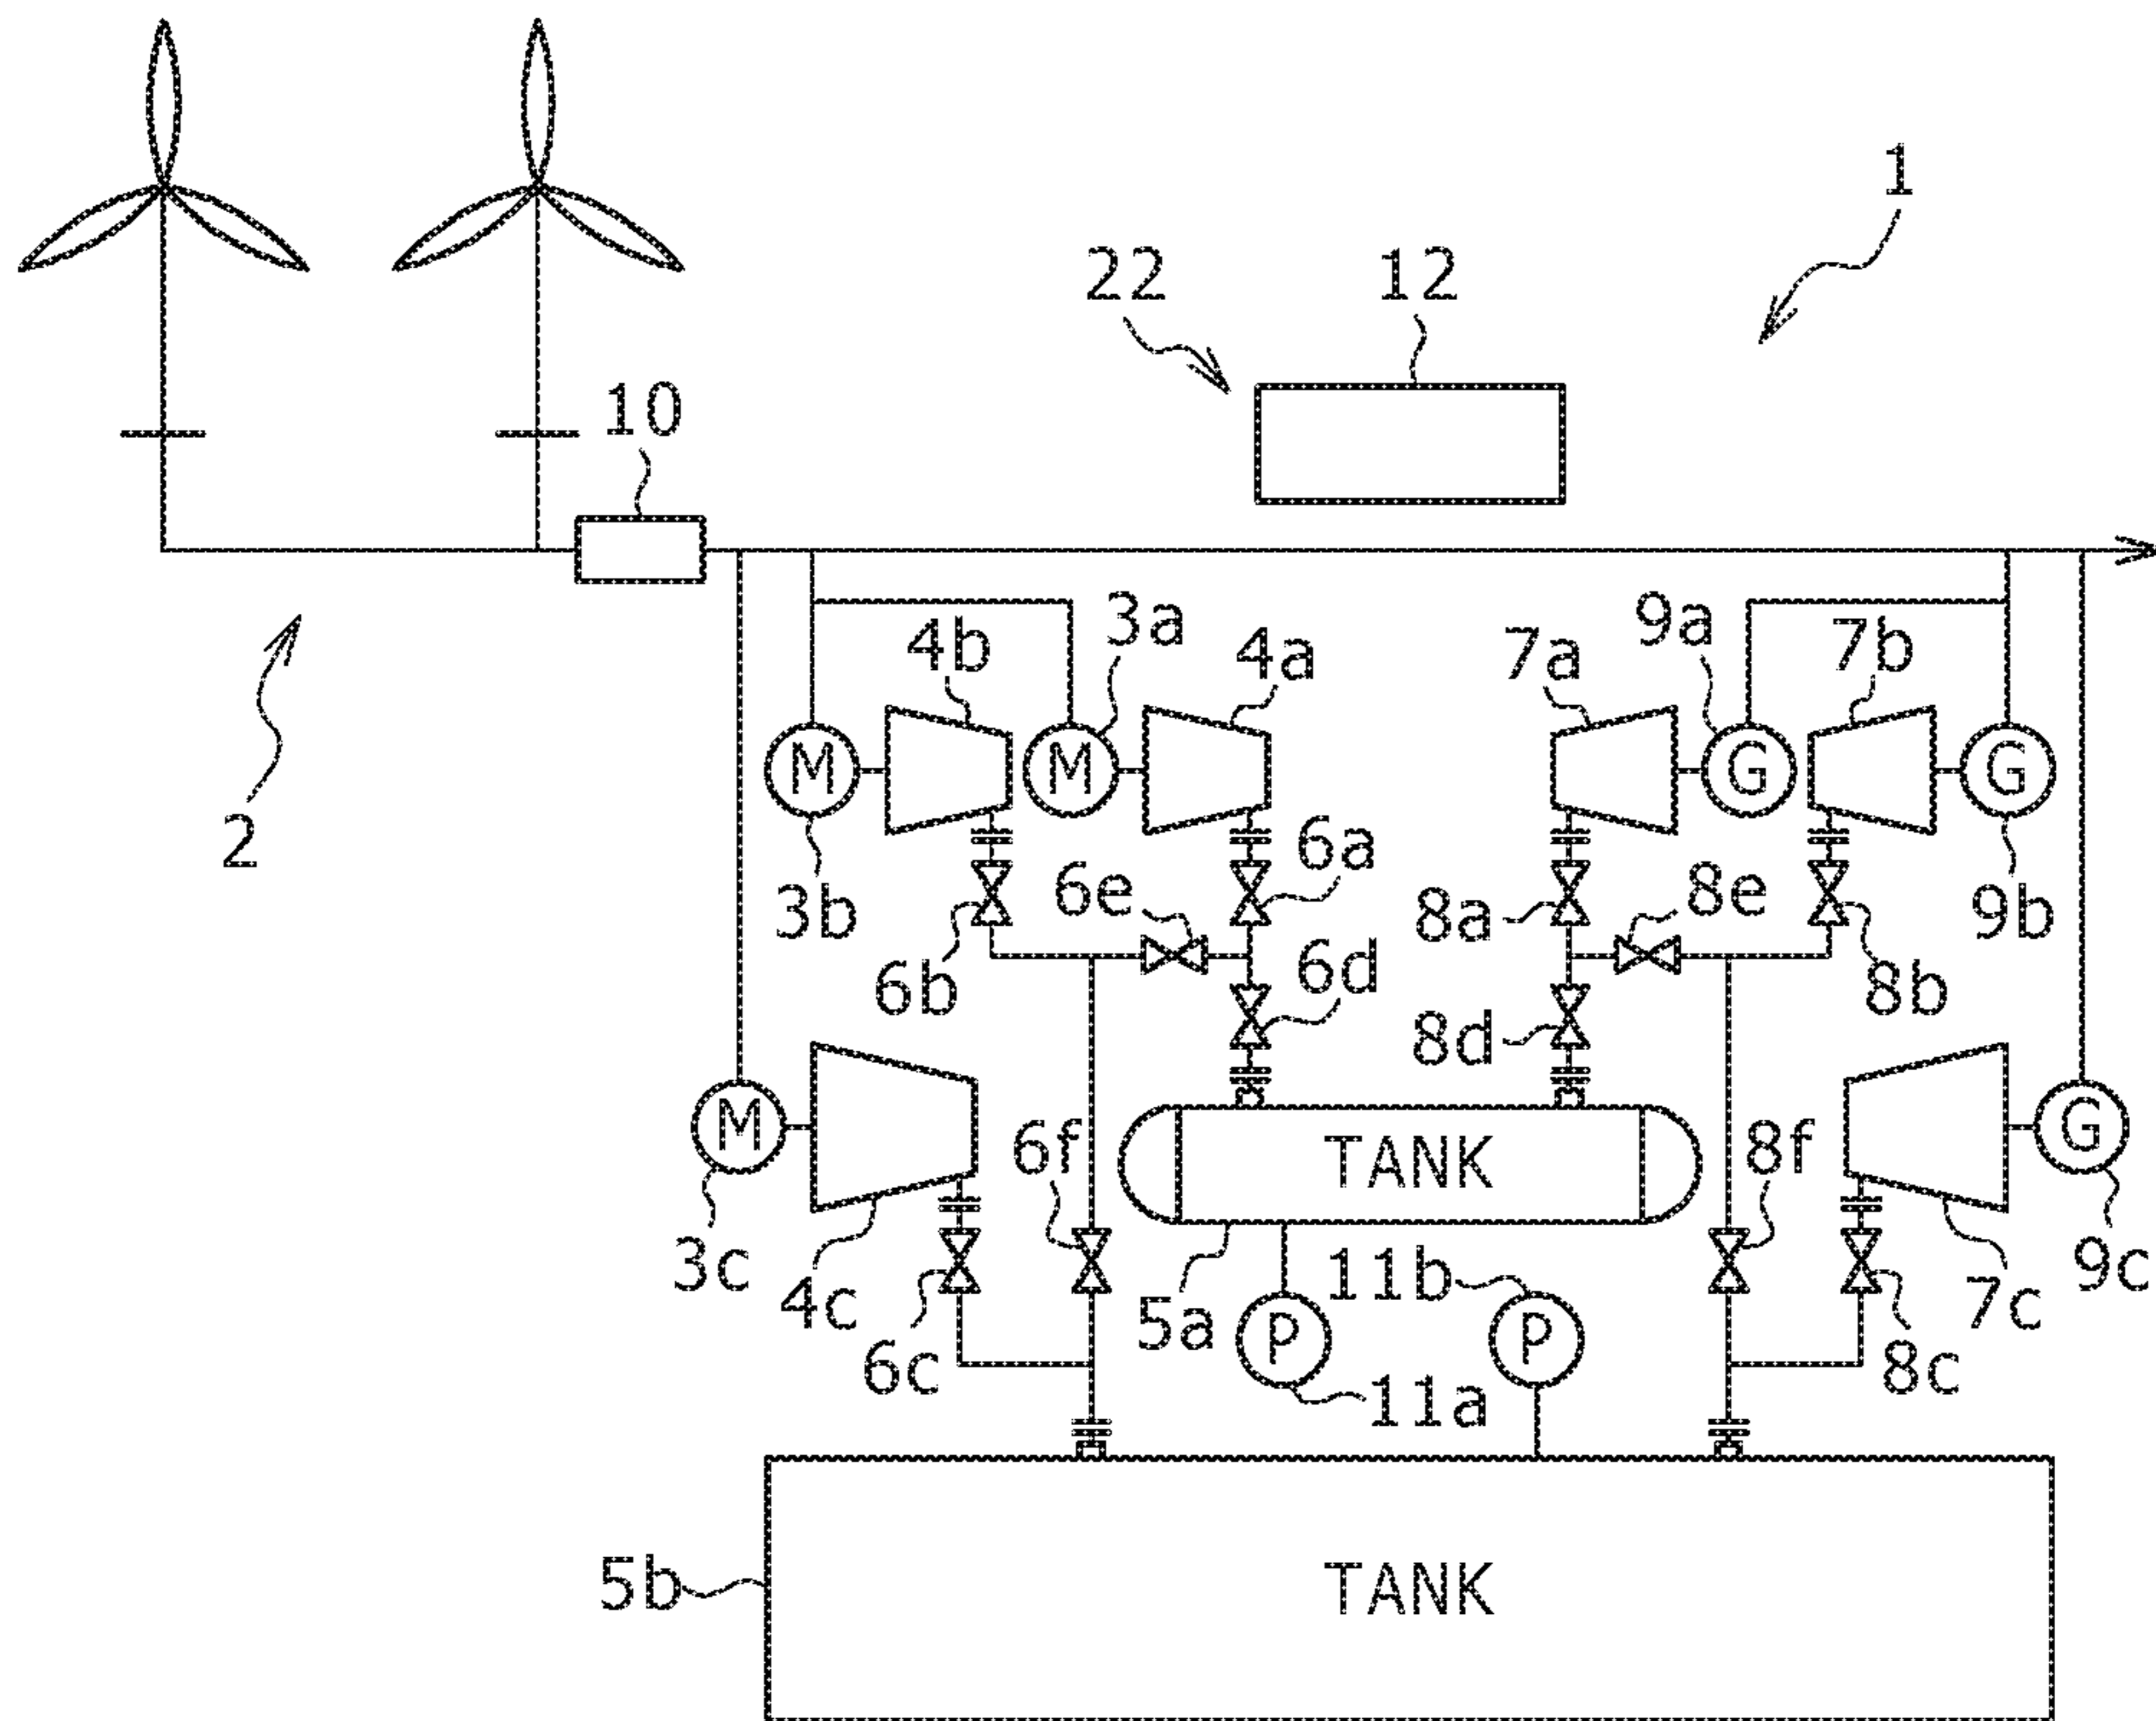 1
22 12
10
3a 9a
4b 4a 7a 7b
M M G G
2
6a
3b 6e 8a 8e 9b
6b 6d 8b
8d
M G
6f TANK 8f
3c 11b 9c
4c 5a 7c
P P
6c 11a 8c
5b TANK